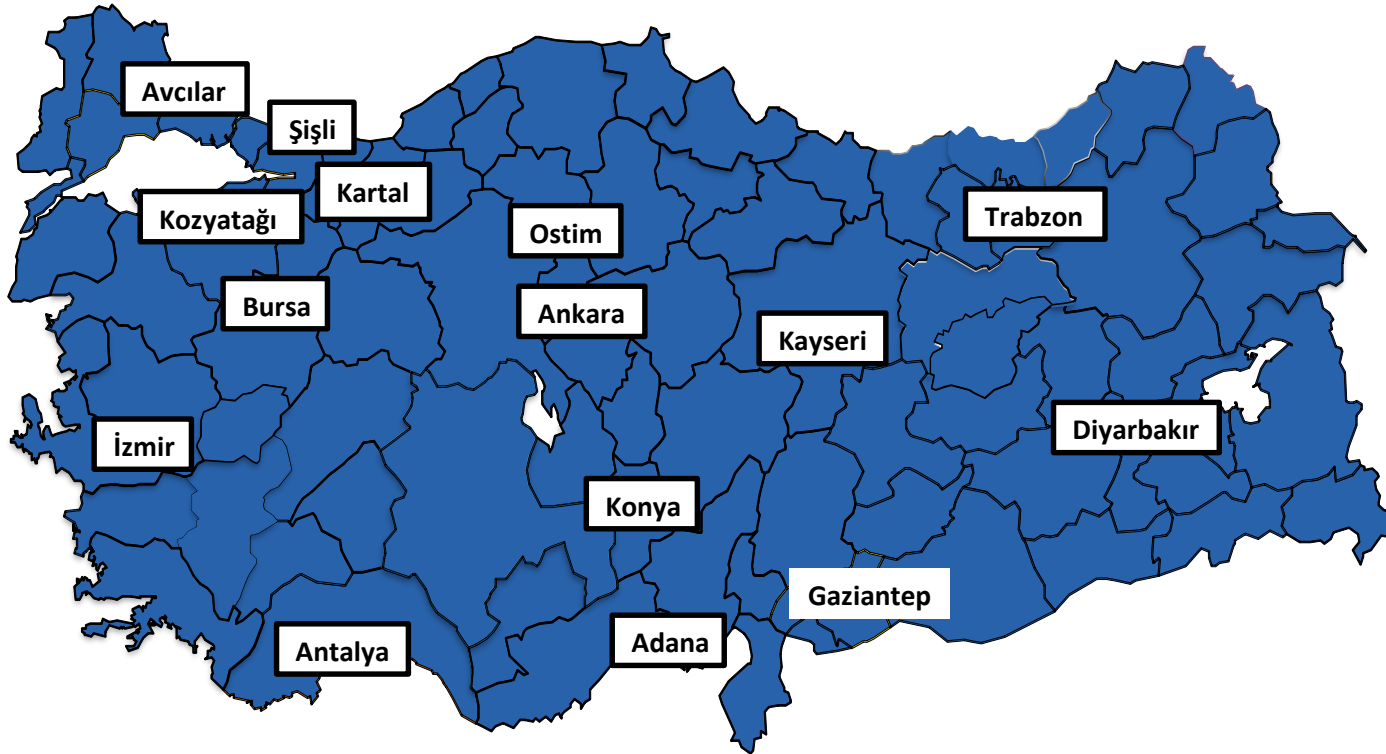 Avcılar
Şişli
Kartal
Kozyatağı
Trabzon
Ostim
Bursa
Ankara
Kayseri
Diyarbakır
İzmir
Konya
Gaziantep
Adana
Antalya